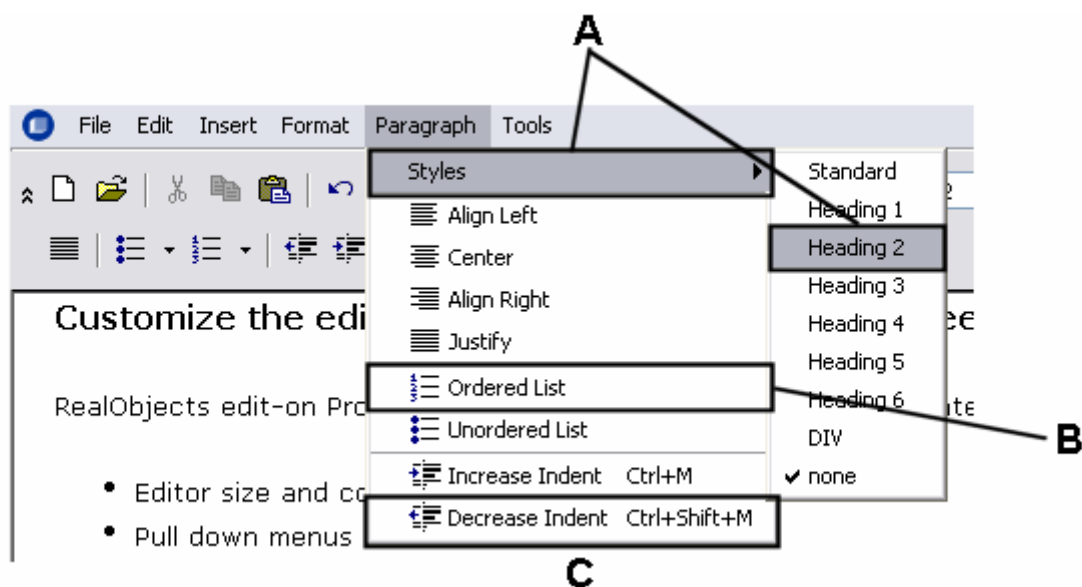 A
File Edit Insert Format Paragraph Tools
Styles
Align Left
Center
Align Right
Justify
Ordered List
Unordered List
Increase Indent Ctrl+M
Decrease Indent Ctrl+Shift+M
Standard
Heading 1
Heading 2
Heading 3
Heading 4
Heading 5
Heading 6
DIV
none
Customize the edi
RealObjects edit-on Pro
• Editor size and co
• Pull down menus
B
C